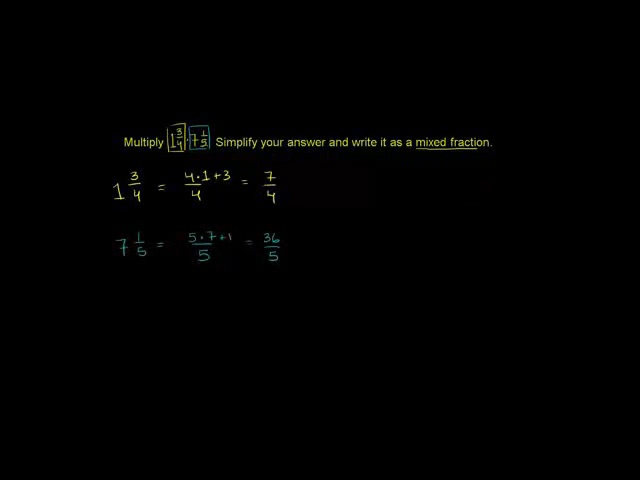 Multiply 1 3/4 · 7 1/5 Simplify your answer and write it as a mixed fraction.
1 3/4 = 4·1+3/4 = 7/4
7 1/5 = 5·7+1/5 = 36/5